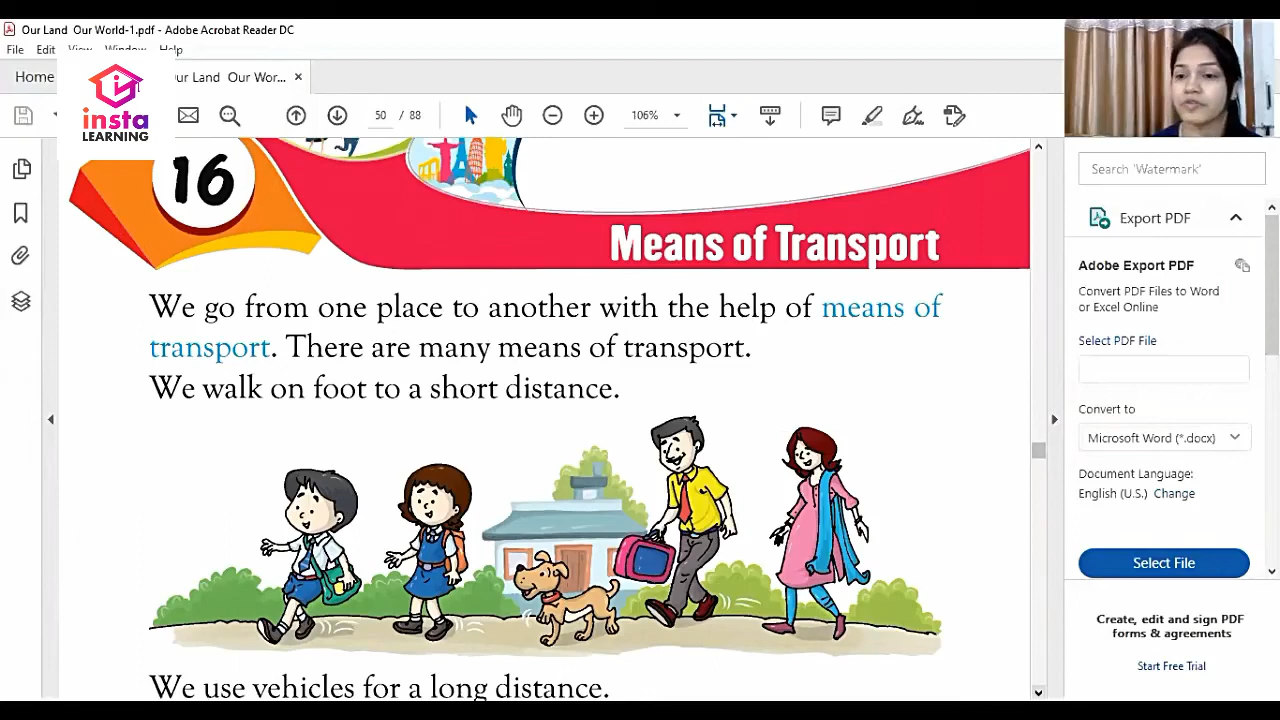 Our Land Our World-1.pdf - Adobe Acrobat Reader DC
File Edit View Window Help
Home
ur Land Our Wor... ×
insta
LEARNING
50 / 88
106%
16
Means of Transport
We go from one place to another with the help of means of
transport. There are many means of transport.
We walk on foot to a short distance.
We use vehicles for a long distance.
Search 'Watermark'
Export PDF
Adobe Export PDF
Convert PDF Files to Word
or Excel Online
Select PDF File
Convert to
Microsoft Word (*.docx)
Document Language:
English (U.S.) Change
Select File
Create, edit and sign PDF
forms & agreements
Start Free Trial